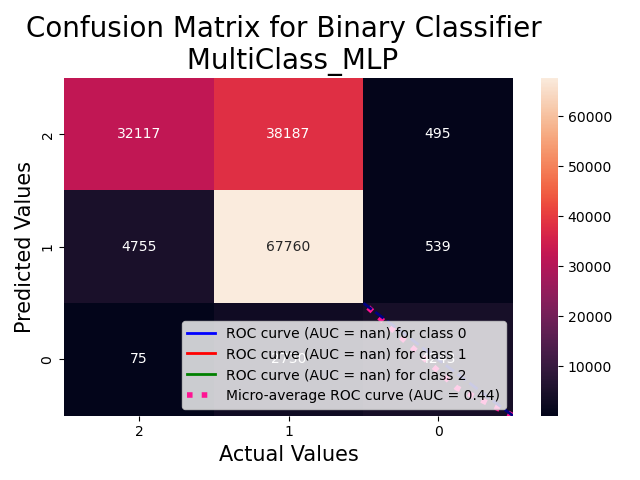 Confusion Matrix for Binary Classifier
MultiClass_MLP
Predicted Values
2
32117
38187
495
1
4755
67760
539
0
75
ROC curve (AUC = nan) for class 0
ROC curve (AUC = nan) for class 1
ROC curve (AUC = nan) for class 2
Micro-average ROC curve (AUC = 0.44)
2
1
0
Actual Values
60000
50000
40000
30000
20000
10000